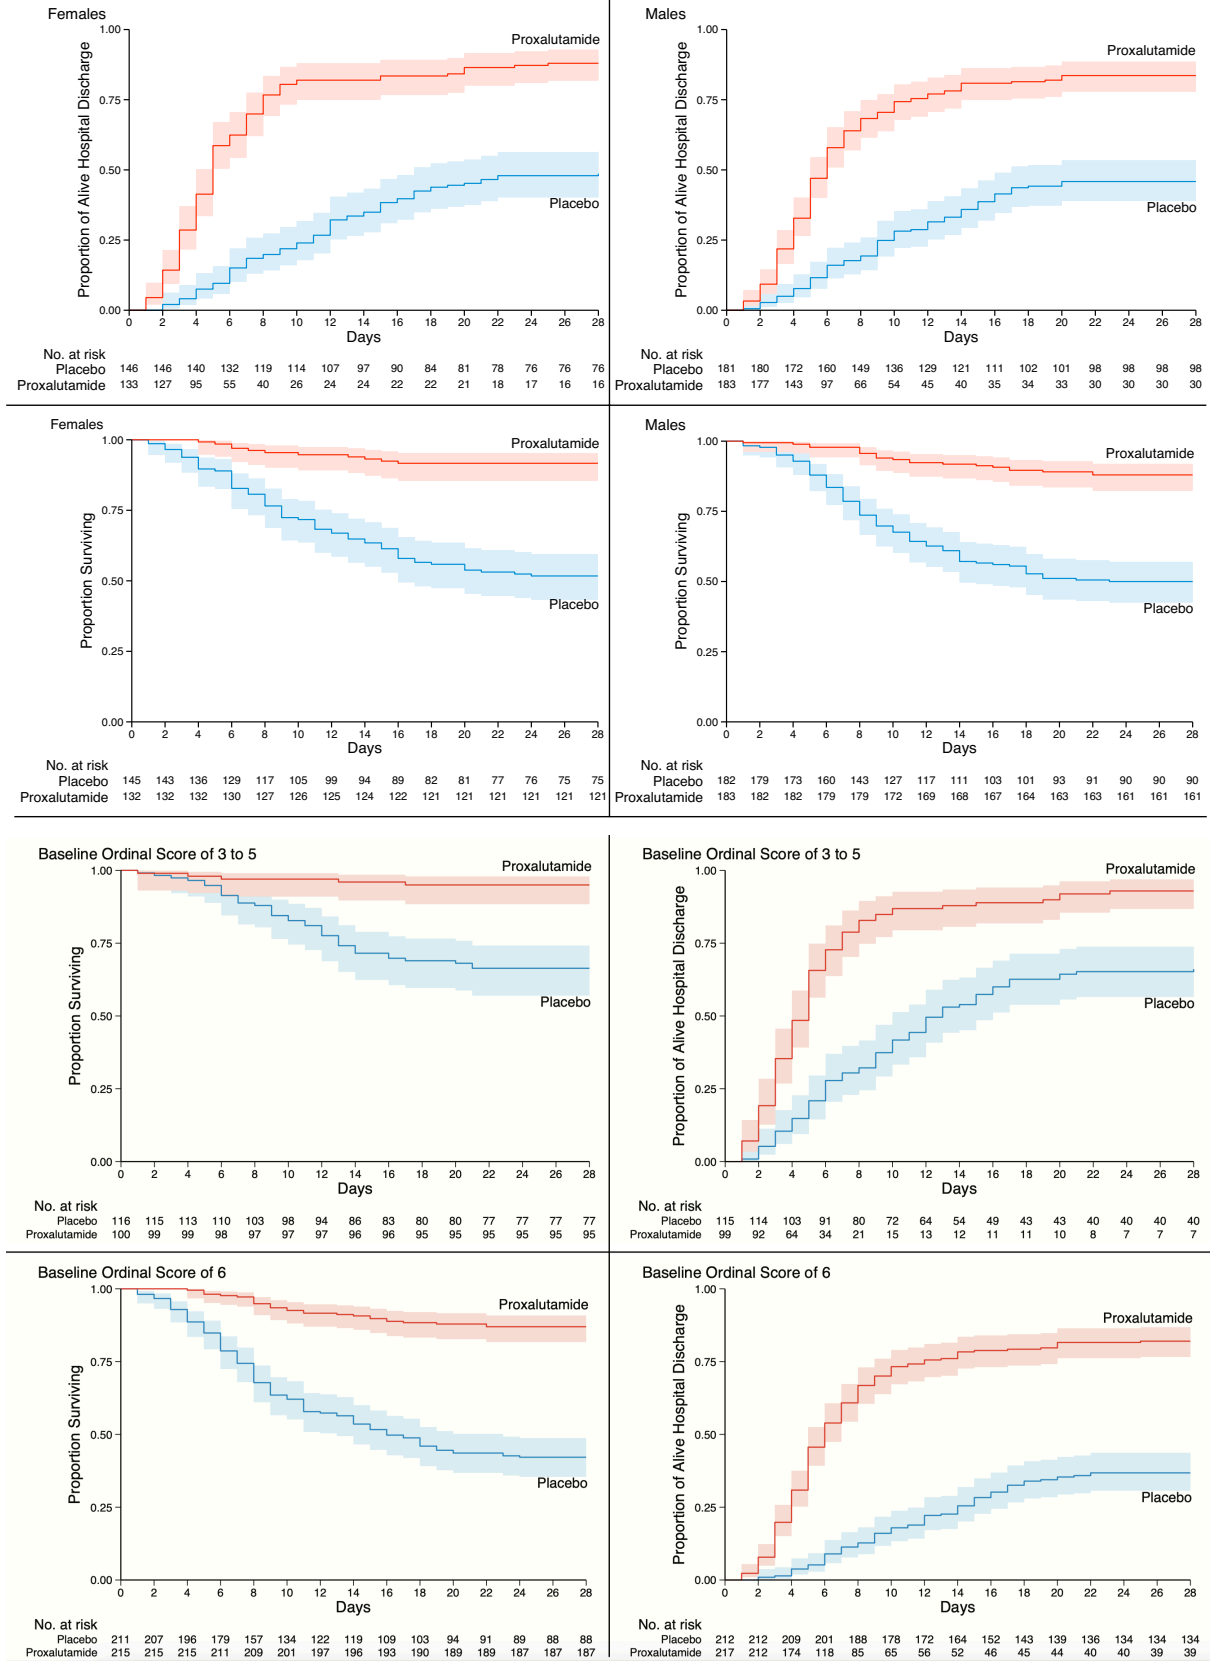 Females
Proportion of Alive Hospital Discharge
1.00
0.75
0.50
0.25
0.00
Proxalutamide
Placebo
0 2 4 6 8 10 12 14 16 18 20 22 24 26 28
Days
No. at risk
Placebo 146 146 140 132 119 114 107 97 90 84 81 78 76 76 76
Proxalutamide 133 127 95 55 40 26 24 24 22 22 21 18 17 16 16
Males
Proportion of Alive Hospital Discharge
1.00
0.75
0.50
0.25
0.00
Proxalutamide
Placebo
0 2 4 6 8 10 12 14 16 18 20 22 24 26 28
Days
No. at risk
Placebo 181 180 172 160 149 136 129 121 111 102 101 98 98 98 98
Proxalutamide 183 177 143 97 66 54 45 40 35 34 33 30 30 30 30
Females
Proportion Surviving
1.00
0.75
0.50
0.25
0.00
Proxalutamide
Placebo
0 2 4 6 8 10 12 14 16 18 20 22 24 26 28
Days
No. at risk
Placebo 145 143 136 129 117 105 99 94 89 82 81 77 76 75 75
Proxalutamide 132 132 132 130 127 126 125 124 122 121 121 121 121 121 121
Males
Proportion Surviving
1.00
0.75
0.50
0.25
0.00
Proxalutamide
Placebo
0 2 4 6 8 10 12 14 16 18 20 22 24 26 28
Days
No. at risk
Placebo 182 179 173 160 143 127 117 111 103 101 93 91 90 90 90
Proxalutamide 183 182 182 179 179 172 169 168 167 164 163 163 161 161 161
Baseline Ordinal Score of 3 to 5
Proportion Surviving
1.00
0.75
0.50
0.25
0.00
Proxalutamide
Placebo
0 2 4 6 8 10 12 14 16 18 20 22 24 26 28
Days
No. at risk
Placebo 116 115 113 110 103 98 94 86 83 80 80 77 77 77 77
Proxalutamide 100 99 99 98 97 97 97 96 96 95 95 95 95 95 95
Baseline Ordinal Score of 3 to 5
Proportion of Alive Hospital Discharge
1.00
0.75
0.50
0.25
0.00
Proxalutamide
Placebo
0 2 4 6 8 10 12 14 16 18 20 22 24 26 28
Days
No. at risk
Placebo 115 114 103 91 80 72 64 54 49 43 43 40 40 40 40
Proxalutamide 99 92 64 34 21 15 13 12 11 11 10 8 7 7 7
Baseline Ordinal Score of 6
Proportion Surviving
1.00
0.75
0.50
0.25
0.00
Proxalutamide
Placebo
0 2 4 6 8 10 12 14 16 18 20 22 24 26 28
Days
No. at risk
Placebo 211 207 196 179 157 134 122 119 109 103 94 91 89 88 88
Proxalutamide 215 215 215 211 209 201 197 196 193 190 189 189 187 187 187
Baseline Ordinal Score of 6
Proportion of Alive Hospital Discharge
1.00
0.75
0.50
0.25
0.00
Proxalutamide
Placebo
0 2 4 6 8 10 12 14 16 18 20 22 24 26 28
Days
No. at risk
Placebo 212 212 209 201 188 178 172 164 152 143 139 136 134 134 134
Proxalutamide 217 212 174 118 85 65 56 52 46 45 44 40 40 39 39